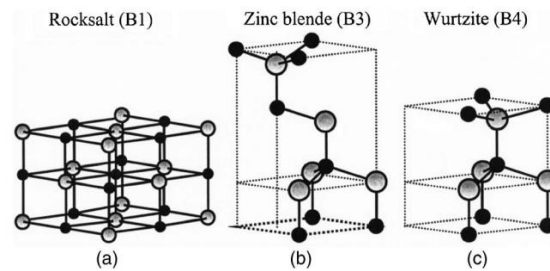 Rocksalt (B1)
Zinc blende (B3)
Wurtzite (B4)
(a)
(b)
(c)